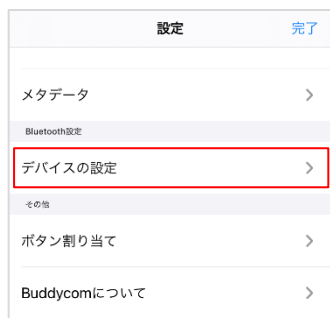 設定 完了
メタデータ
Bluetooth設定
デバイスの設定
その他
ボタン割り当て
Buddycomについて